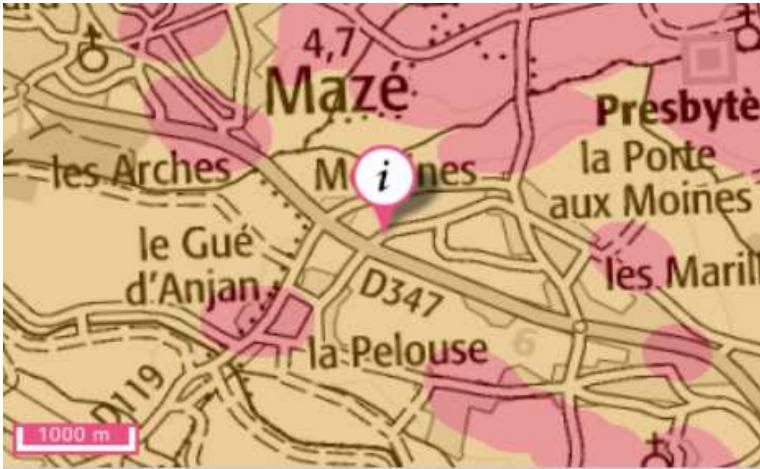 4,7
Mazé
Presbytè
les Arches
la Porte
aux Moines
i
le Gué
d'Anjan
les Marill
D347
6
la Pelouse
D119
1000 m